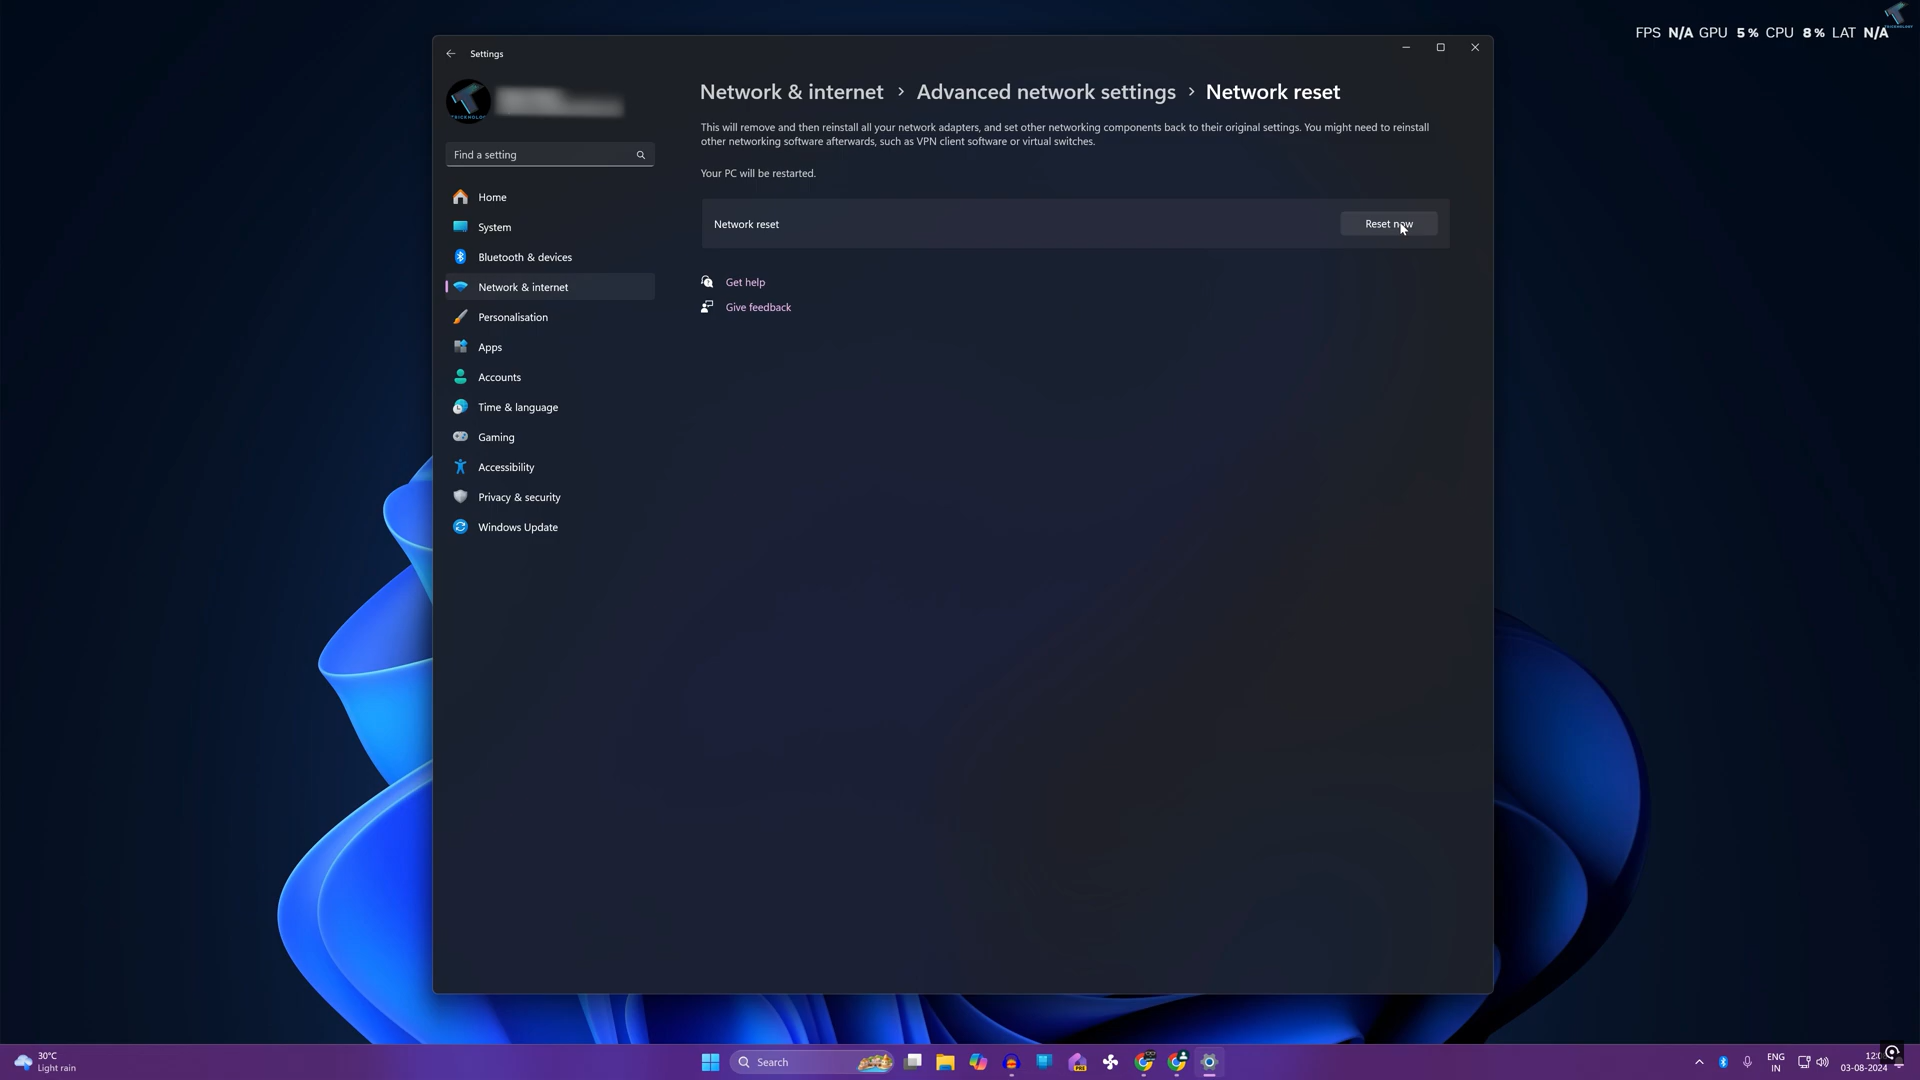 FPS N/A GPU 5% CPU 8% LAT N/A
Settings
Network & internet > Advanced network settings > Network reset
This will remove and then reinstall all your network adapters, and set other networking components back to their original settings. You might need to reinstall
other networking software afterwards, such as VPN client software or virtual switches.
Your PC will be restarted.
Find a setting
Network reset
Reset now
Get help
Give feedback
Home
System
Bluetooth & devices
Network & internet
Personalisation
Apps
Accounts
Time & language
Gaming
Accessibility
Privacy & security
Windows Update
30°C
Light rain
Search
PRE
ENG
IN
03-08-2024